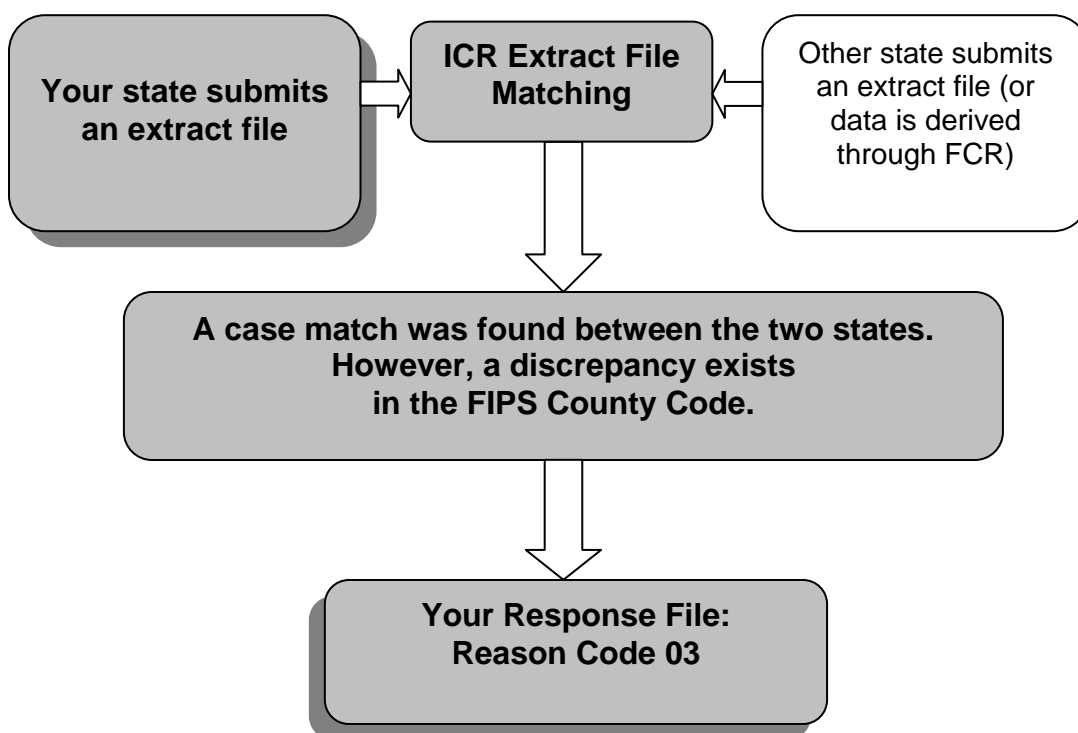 Your state submits
an extract file
ICR Extract File
Matching
Other state submits
an extract file (or
data is derived
through FCR)
A case match was found between the two states.
However, a discrepancy exists
in the FIPS County Code.
Your Response File:
Reason Code 03